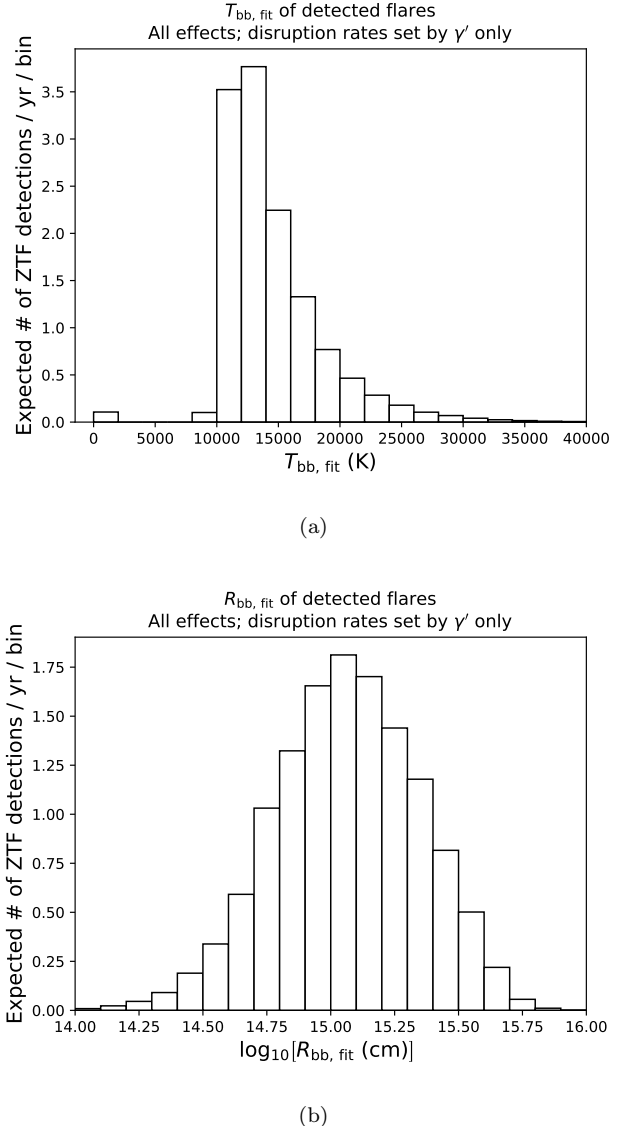 T_bb, fit of detected flares
All effects; disruption rates set by γ′ only
Expected # of ZTF detections / yr / bin
3.5
3.0
2.5
2.0
1.5
1.0
0.5
0.0
0 5000 10000 15000 20000 25000 30000 35000 40000
T_bb, fit (K)
(a)
R_bb, fit of detected flares
All effects; disruption rates set by γ′ only
Expected # of ZTF detections / yr / bin
1.75
1.50
1.25
1.00
0.75
0.50
0.25
0.00
14.00 14.25 14.50 14.75 15.00 15.25 15.50 15.75 16.00
log₁₀[R_bb, fit (cm)]
(b)